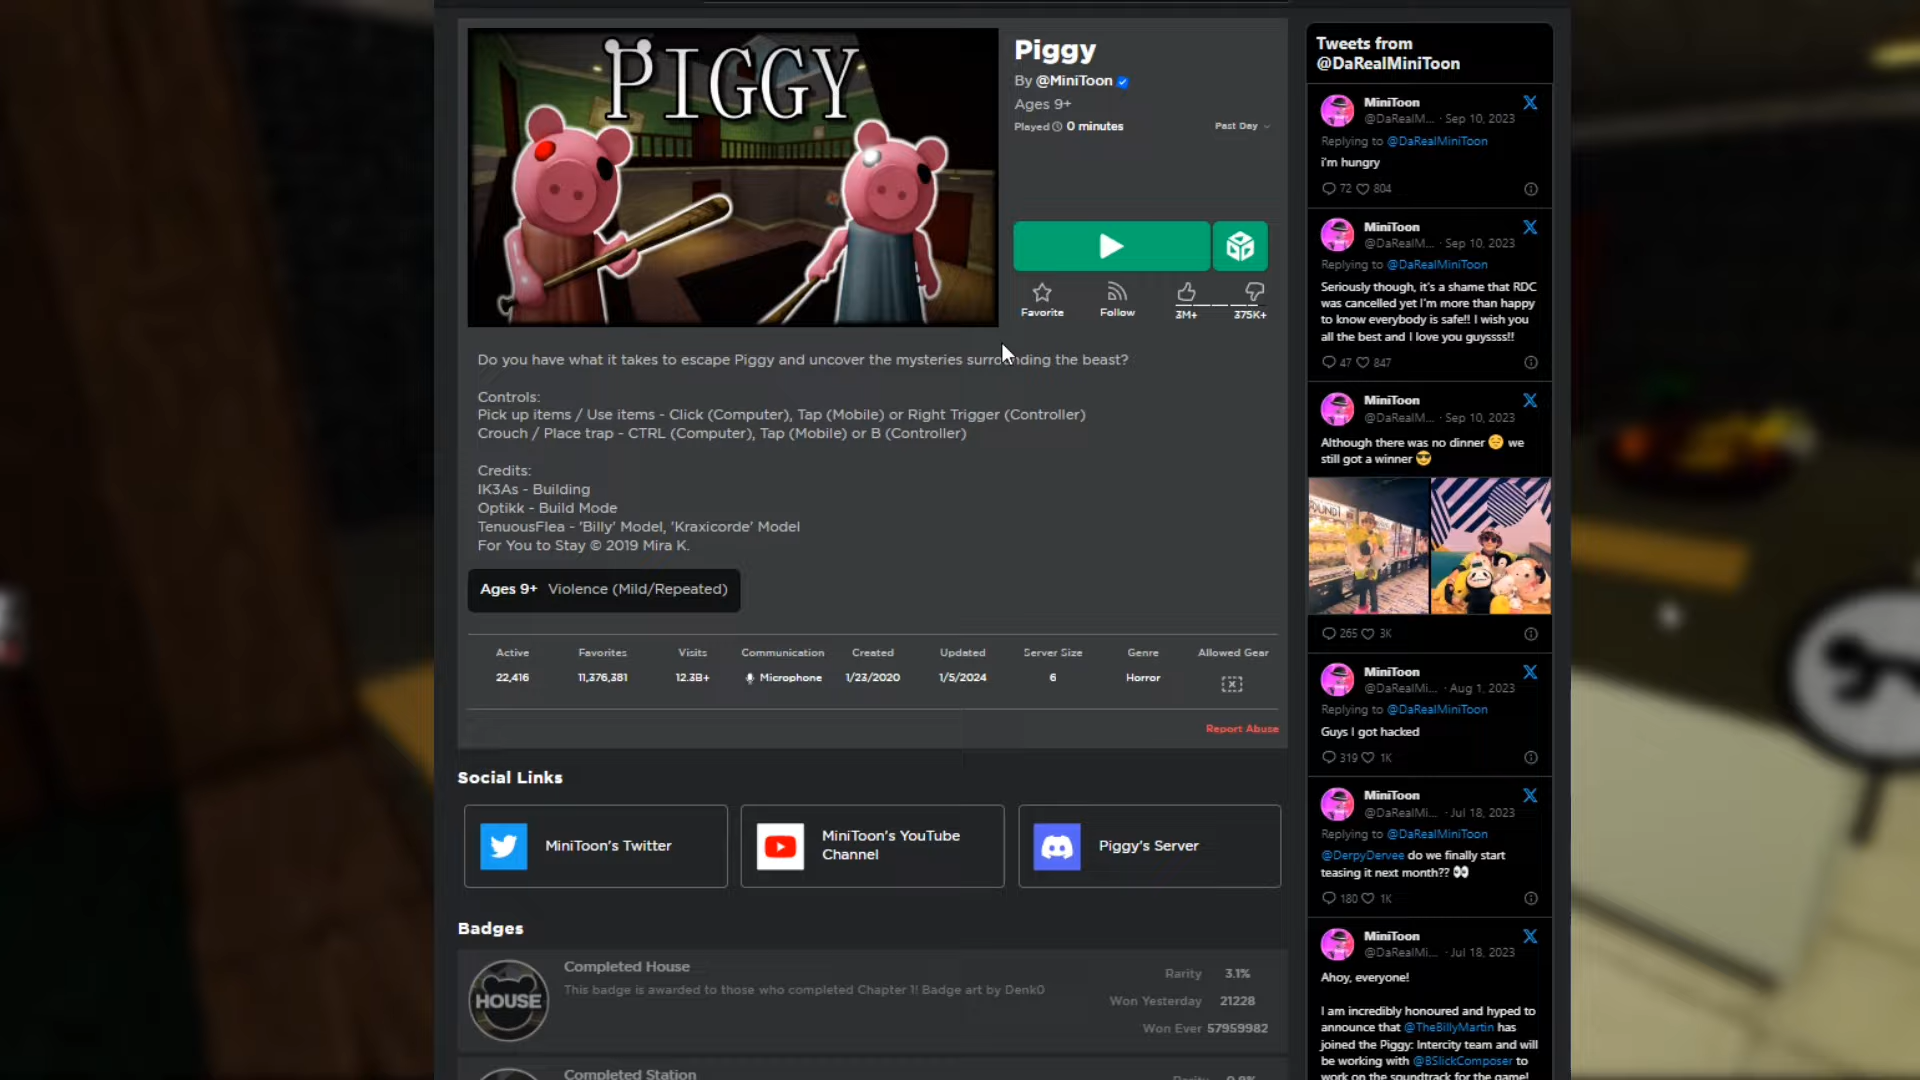 PIGGY
Piggy
By @MiniToon
Ages 9+
Played 0 minutes
Past Day
Favorite
Follow
3M+
375K+
Do you have what it takes to escape Piggy and uncover the mysteries surrounding the beast?
Controls:
Pick up items / Use items - Click (Computer), Tap (Mobile) or Right Trigger (Controller)
Crouch / Place trap - CTRL (Computer), Tap (Mobile) or B (Controller)
Credits:
IK3As - Building
Optikk - Build Mode
TenuousFlea - 'Billy' Model, 'Kraxicorde' Model
For You to Stay © 2019 Mira K.
Ages 9+ Violence (Mild/Repeated)
Active Favorites Visits Communication Created Updated Server Size Genre Allowed Gear
22,416 11,376,381 12.3B+ Microphone 1/23/2020 1/5/2024 6 Horror
Report Abuse
Social Links
MiniToon's Twitter
MiniToon's YouTube
Channel
Piggy's Server
Badges
HOUSE
Completed House
This badge is awarded to those who completed Chapter 1! Badge art by Denk0
Rarity 3.1%
Won Yesterday 21228
Won Ever 57959982
Completed Station
Tweets from
@DaRealMiniToon
MiniToon
@DaRealM... · Sep 10, 2023
Replying to @DaRealMiniToon
i'm hungry
72 804
MiniToon
@DaRealM... · Sep 10, 2023
Replying to @DaRealMiniToon
Seriously though, it's a shame that RDC
was cancelled yet I'm more than happy
to know everybody is safe!! I wish you
all the best and I love you guyssss!!
47 847
MiniToon
@DaRealM... · Sep 10, 2023
Although there was no dinner 😔 we
still got a winner 😎
265 3K
MiniToon
@DaRealMi... · Aug 1, 2023
Replying to @DaRealMiniToon
Guys I got hacked
319 1K
MiniToon
@DaRealMi... · Jul 18, 2023
Replying to @DaRealMiniToon
@DerpyDervee do we finally start
teasing it next month?? 👀
180 1K
MiniToon
@DaRealMi... · Jul 18, 2023
Ahoy, everyone!
I am incredibly honoured and hyped to
announce that @TheBillyMartin has
joined the Piggy: Intercity team and will
be working with @BSlickComposer to
work on the soundtrack for the game!